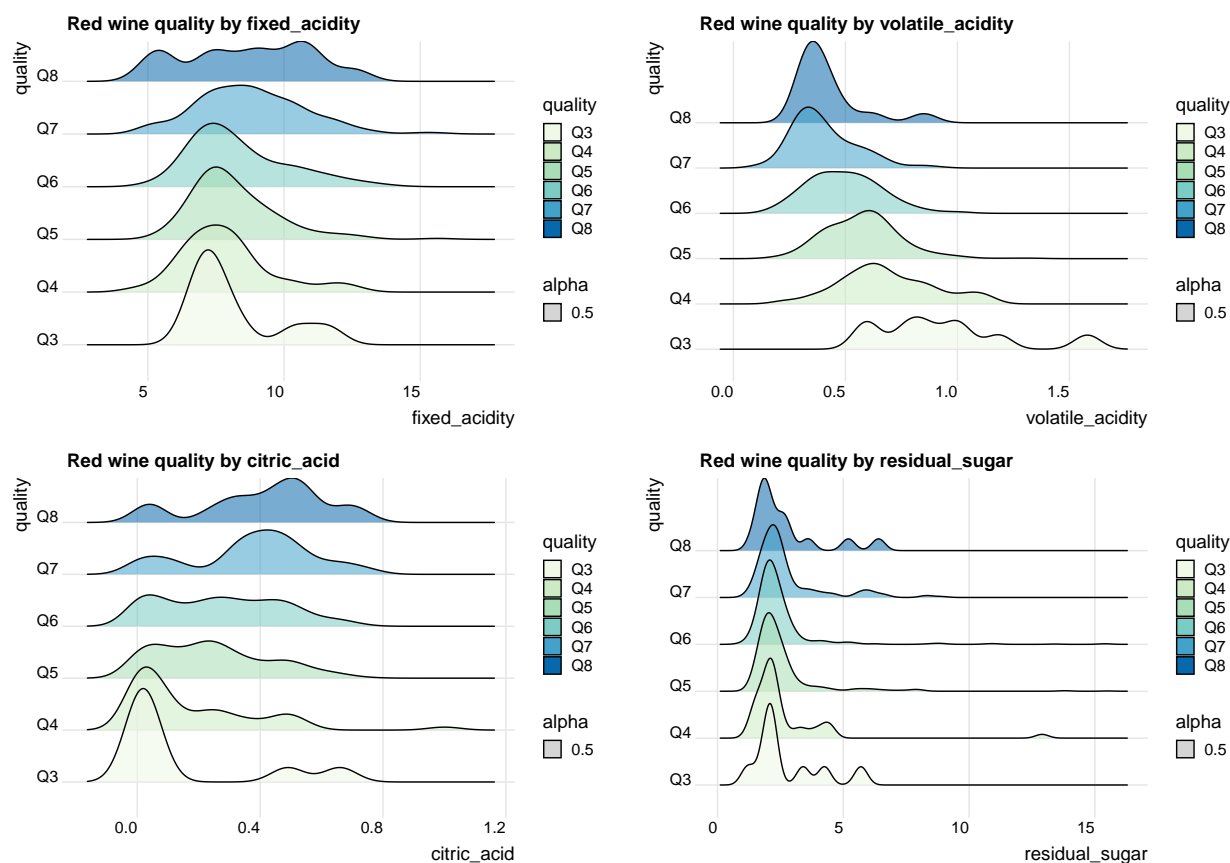 Red wine quality by fixed_acidity
quality
Q8
Q7
Q6
Q5
Q4
Q3
5
10
15
fixed_acidity
quality
Q3
Q4
Q5
Q6
Q7
Q8
alpha
0.5
Red wine quality by volatile_acidity
quality
Q8
Q7
Q6
Q5
Q4
Q3
0.0
0.5
1.0
1.5
volatile_acidity
quality
Q3
Q4
Q5
Q6
Q7
Q8
alpha
0.5
Red wine quality by citric_acid
quality
Q8
Q7
Q6
Q5
Q4
Q3
0.0
0.4
0.8
1.2
citric_acid
quality
Q3
Q4
Q5
Q6
Q7
Q8
alpha
0.5
Red wine quality by residual_sugar
quality
Q8
Q7
Q6
Q5
Q4
Q3
0
5
10
15
residual_sugar
quality
Q3
Q4
Q5
Q6
Q7
Q8
alpha
0.5